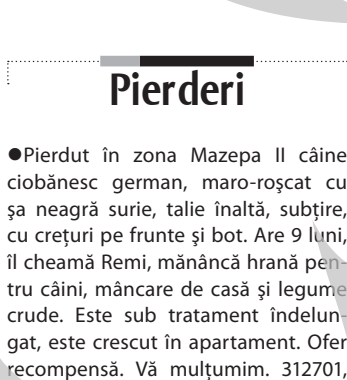 Pierderi
●Pierdut în zona Mazepa II câine
ciobănesc german, maro-roşcat cu
şa neagră surie, talie înaltă, subţire,
cu creţuri pe frunte şi bot. Are 9 luni,
îl cheamă Remi, mănâncă hrană pen-
tru câini, mâncare de casă şi legume
crude. Este sub tratament îndelun-
gat, este crescut în apartament. Ofer
recompensă. Vă mulţumim. 312701,